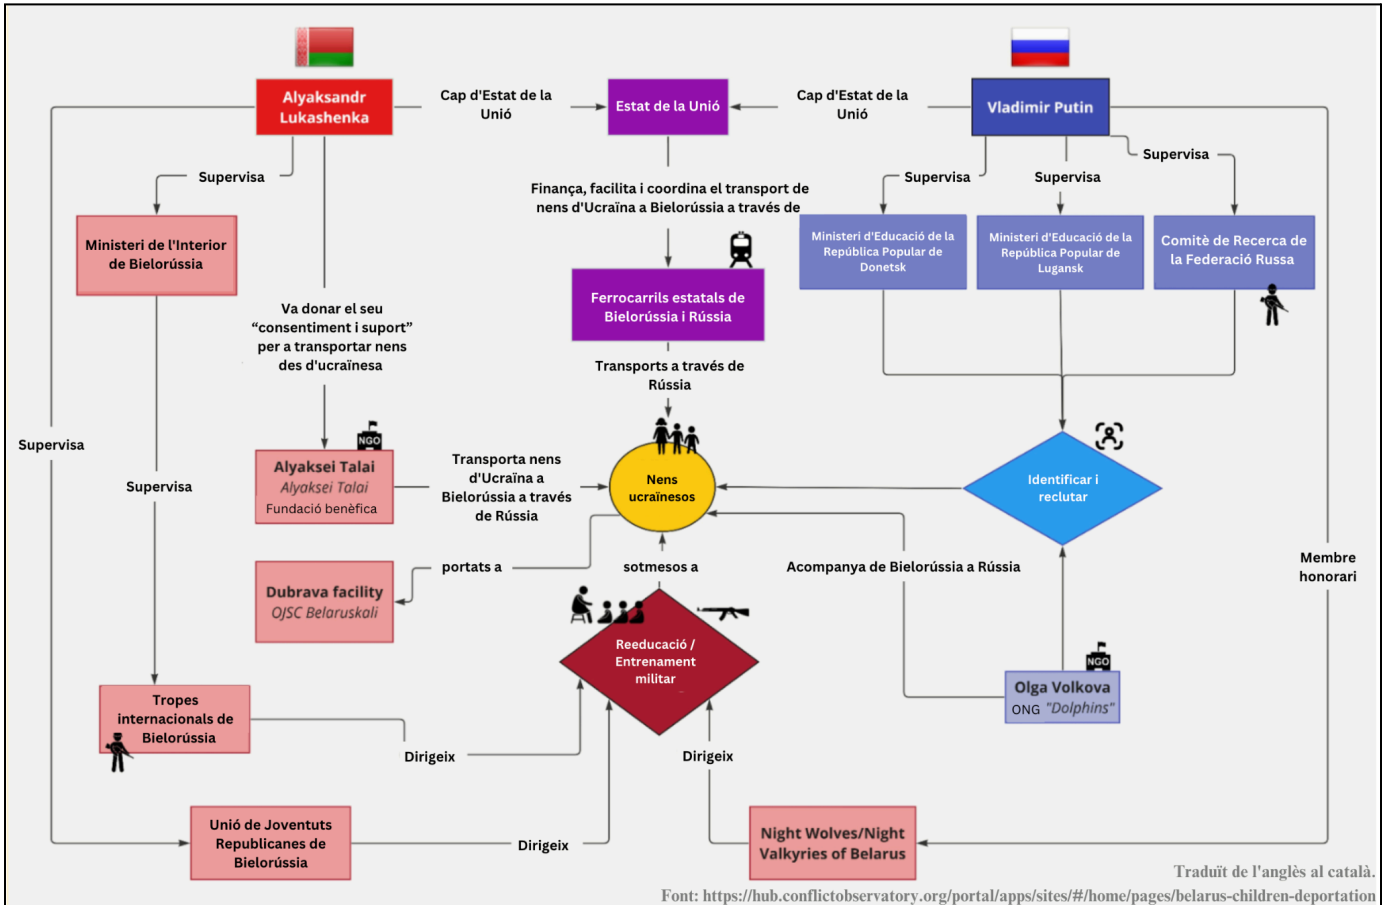 Alyaksandr
Lukashenka
Cap d'Estat de la
Unió
Estat de la Unió
Cap d'Estat de la
Unió
Vladimir Putin
Supervisa
Supervisa
Supervisa
Supervisa
Finança, facilita i coordina el transport de
nens d'Ucraïna a Bielorússia a través de
Ministeri de l'Interior
de Bielorússia
Ministeri d'Educació de la
República Popular de
Donetsk
Ministeri d'Educació de la
República Popular de
Lugansk
Comitè de Recerca de
la Federació Russa
Va donar el seu
“consentiment i suport”
per a transportar nens
des d'ucraïnesa
Ferrocarrils estatals de
Bielorússia i Rússia
Transports a través de
Rússia
Supervisa
Supervisa
NGO
Alyaksei Talai
Alyaksei Talai
Fundació benèfica
Transporta nens
d'Ucraïna a
Bielorússia a través
de Rússia
Nens
ucraïnesos
Identificar i
reclutar
portats a
sotmesos a
Acompanya de Bielorússia a Rússia
Membre
honorari
Dubrava facility
OJSC Belaruskali
Reeducació /
Entrenament
militar
NGO
Olga Volkova
ONG "Dolphins"
Tropes
internacionals de
Bielorússia
Dirigeix
Dirigeix
Unió de Joventuts
Republicanes de
Bielorússia
Dirigeix
Night Wolves/Night
Valkyries of Belarus
Traduït de l'anglès al català.
Font: https://hub.conflictobservatory.org/portal/apps/sites/#/home/pages/belarus-children-deportation